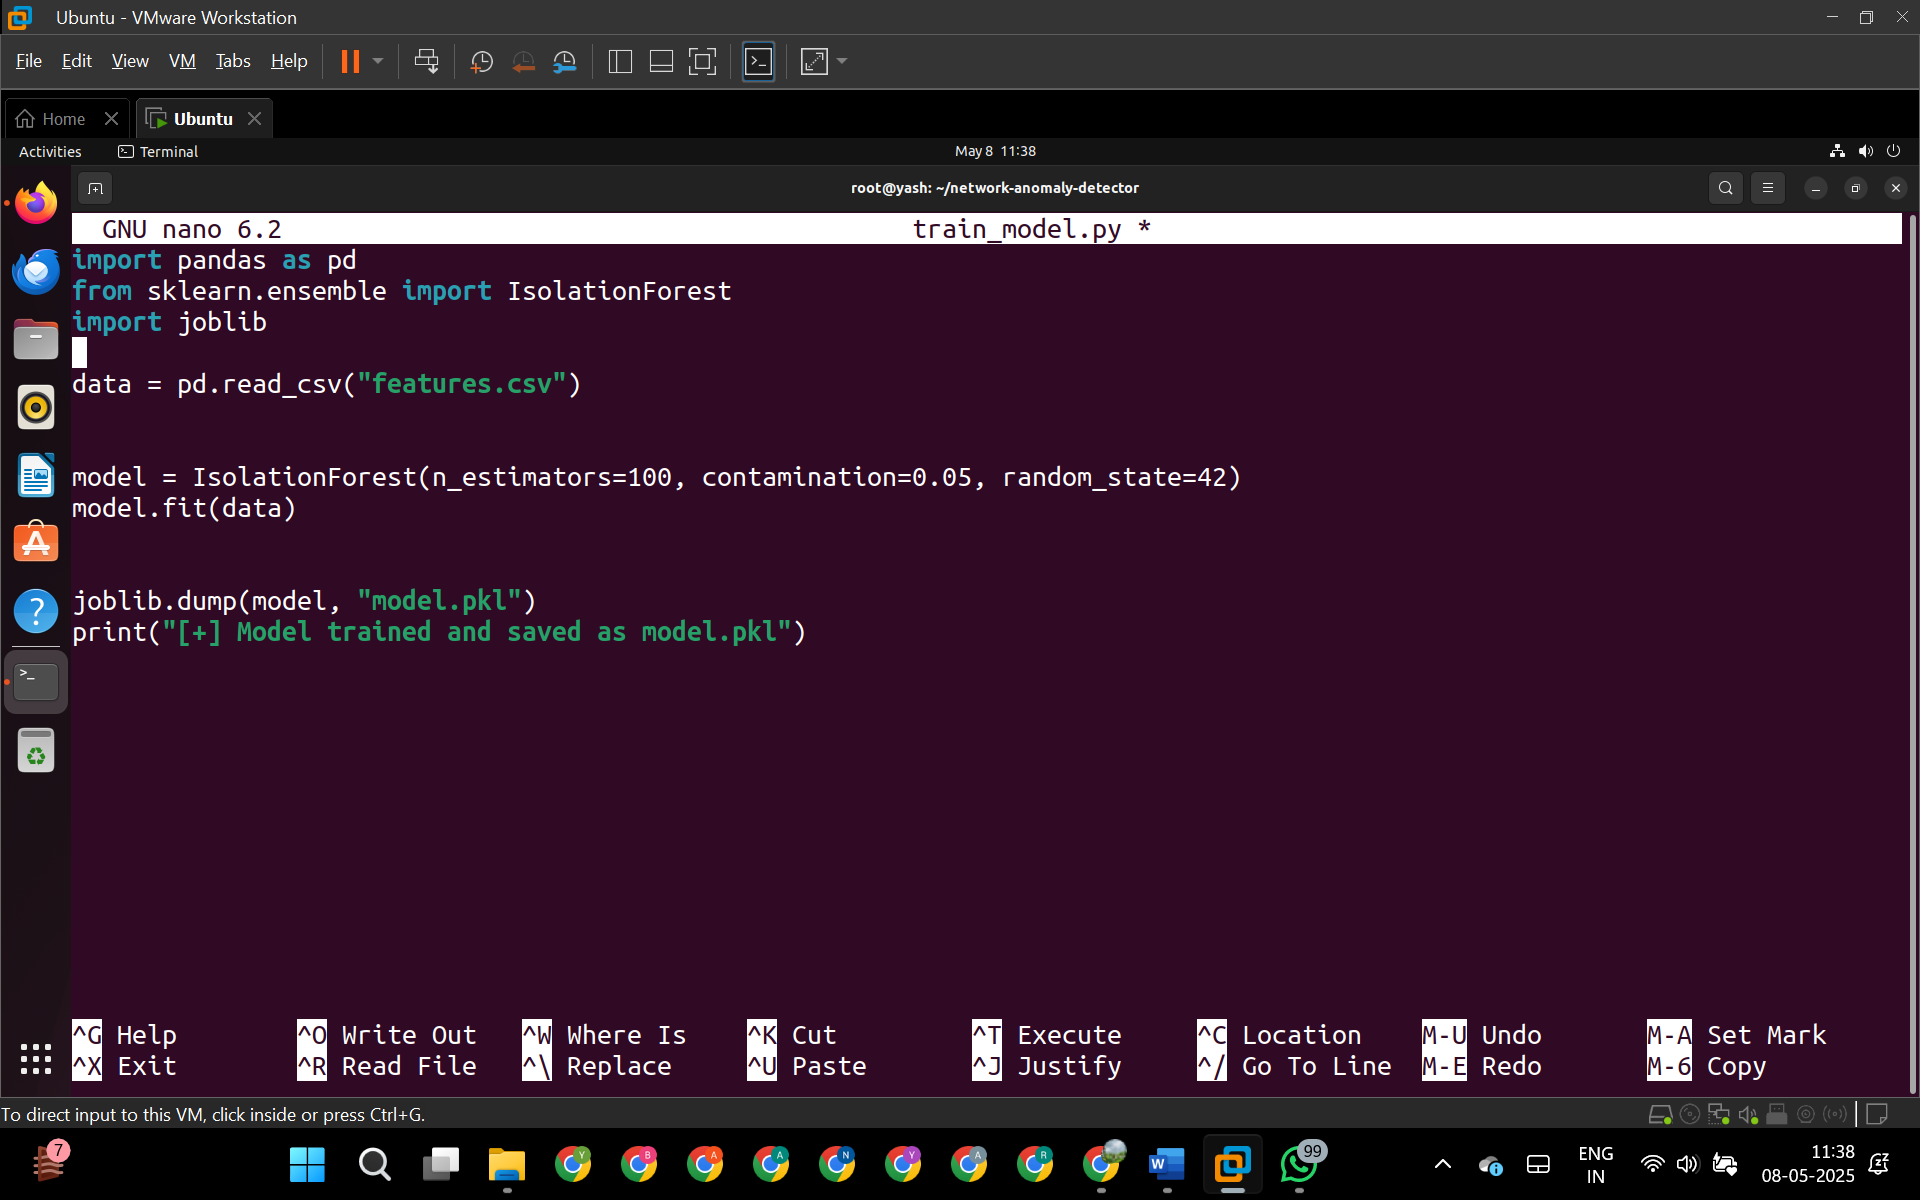 Ubuntu - VMware Workstation
File Edit View VM Tabs Help
Home
Ubuntu
Activities
Terminal
May 8 11:38
root@yash: ~/network-anomaly-detector
GNU nano 6.2 train_model.py *
import pandas as pd
from sklearn.ensemble import IsolationForest
import joblib
data = pd.read_csv("features.csv")
model = IsolationForest(n_estimators=100, contamination=0.05, random_state=42)
model.fit(data)
joblib.dump(model, "model.pkl")
print("[+] Model trained and saved as model.pkl")
^G Help ^O Write Out ^W Where Is ^K Cut ^T Execute ^C Location M-U Undo M-A Set Mark
^X Exit ^R Read File ^\ Replace ^U Paste ^J Justify ^/ Go To Line M-E Redo M-6 Copy
To direct input to this VM, click inside or press Ctrl+G.
7
Y B A A N Y A R
W
99
ENG
IN
11:38
08-05-2025